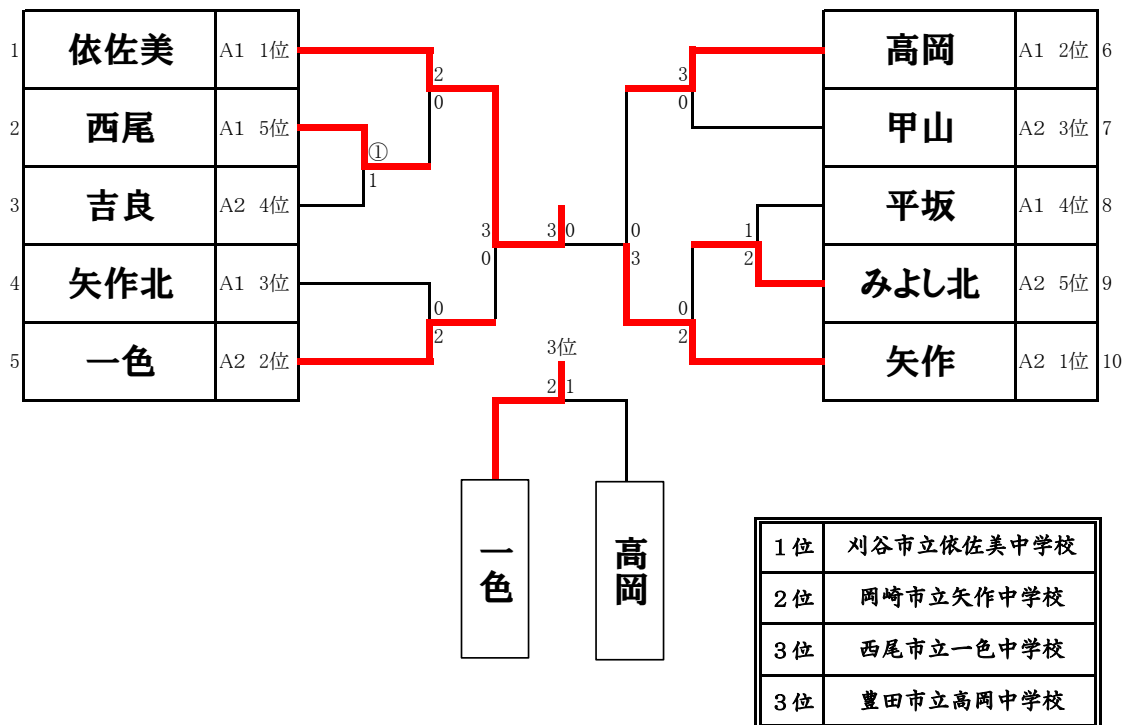 1 依佐美 A1 1位
2 西尾 A1 5位
3 吉良 A2 4位
4 矢作北 A1 3位
5 一色 A2 2位
2
0
①
1
3
0
0
2
3 0
3
0
0
3
1
2
0
2
高岡 A1 2位 6
甲山 A2 3位 7
平坂 A1 4位 8
みよし北 A2 5位 9
矢作 A2 1位 10
3位
2 1
一色
高岡
1位 刈谷市立依佐美中学校
2位 岡崎市立矢作中学校
3位 西尾市立一色中学校
3位 豊田市立高岡中学校